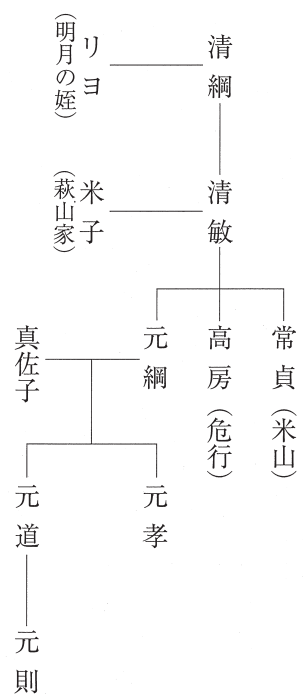 清綱
リヨ
(明月の姪)
清敏
米子
(萩山家)
常貞(米山)
高房(危行)
元綱
真佐子
元孝
元道
元則